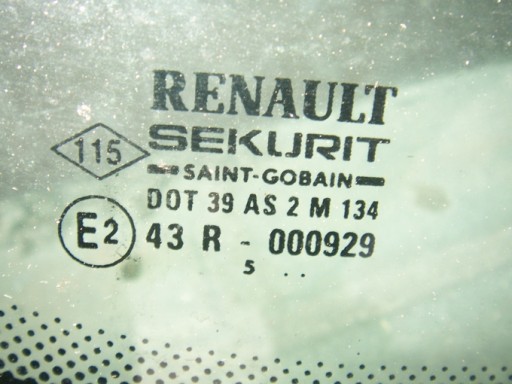 RENAULT
115 SEKURIT
SAINT-GOBAIN
DOT 39 AS 2 M 134
E2 43 R - 000929
5 ..